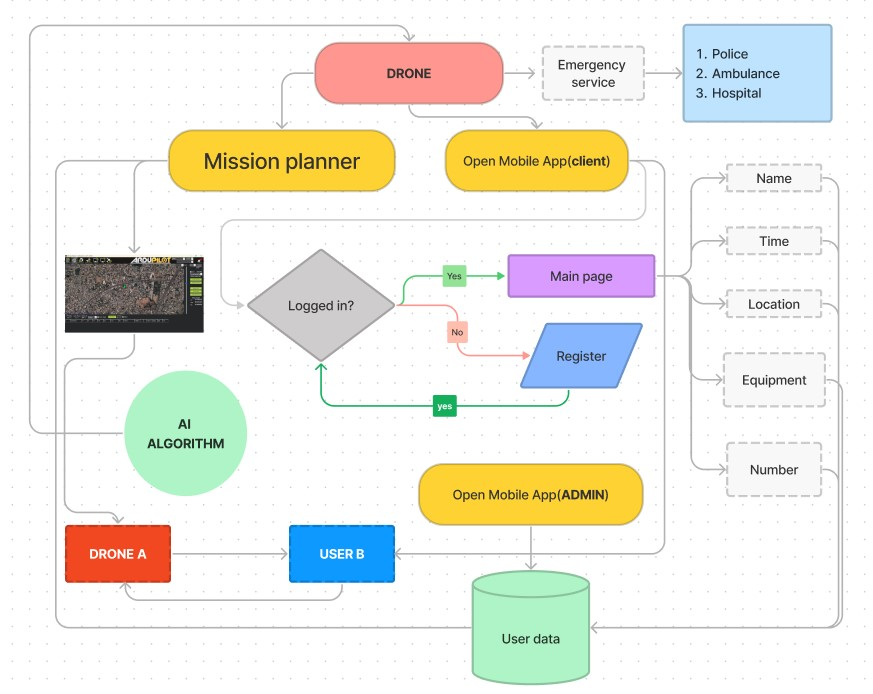 DRONE
Emergency
service
1. Police
2. Ambulance
3. Hospital
Mission planner
Open Mobile App(client)
Name
Time
Location
Equipment
Number
ARDUPILOT
Logged in?
Yes
Main page
No
Register
yes
AI
ALGORITHM
Open Mobile App(ADMIN)
DRONE A
USER B
User data